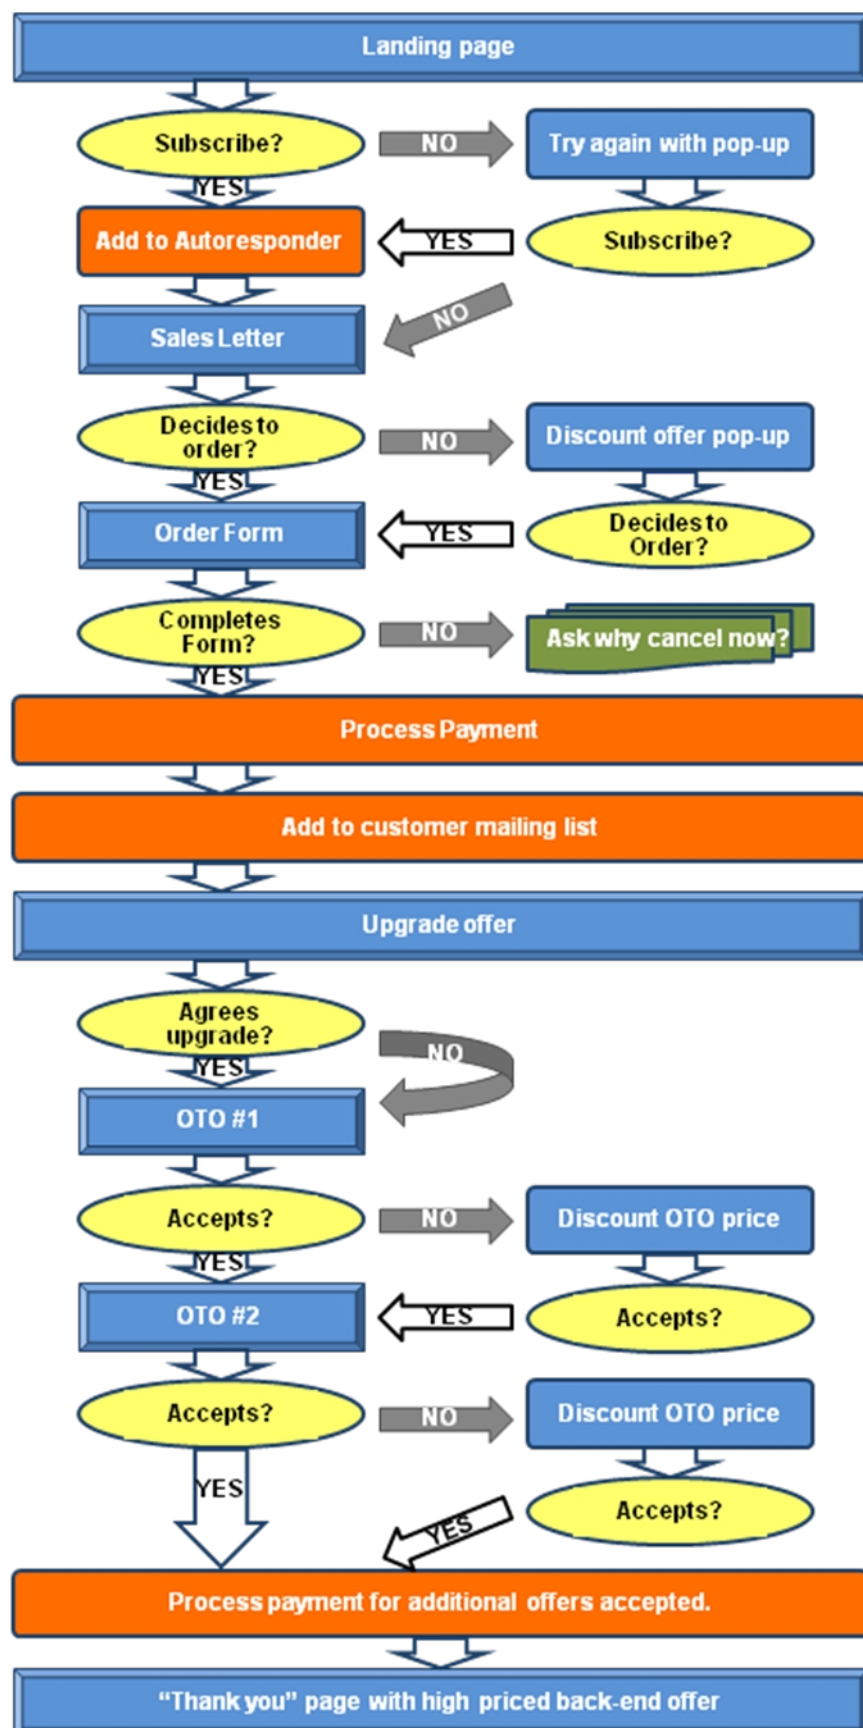 Landing page
Subscribe?
NO
Try again with pop-up
YES
Add to Autoresponder
YES
Subscribe?
NO
Sales Letter
Decides to
order?
NO
Discount offer pop-up
YES
Order Form
YES
Decides to
Order?
Completes
Form?
NO
Ask why cancel now?
YES
Process Payment
Add to customer mailing list
Upgrade offer
Agrees
upgrade?
NO
YES
OTO #1
Accepts?
NO
Discount OTO price
YES
OTO #2
YES
Accepts?
Accepts?
NO
Discount OTO price
YES
Accepts?
YES
Process payment for additional offers accepted.
“Thank you” page with high priced back-end offer